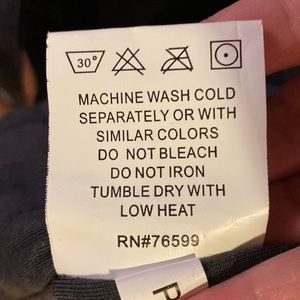 30°
MACHINE WASH COLD
SEPARATELY OR WITH
SIMILAR COLORS
DO NOT BLEACH
DO NOT IRON
TUMBLE DRY WITH
LOW HEAT
RN#76599
P